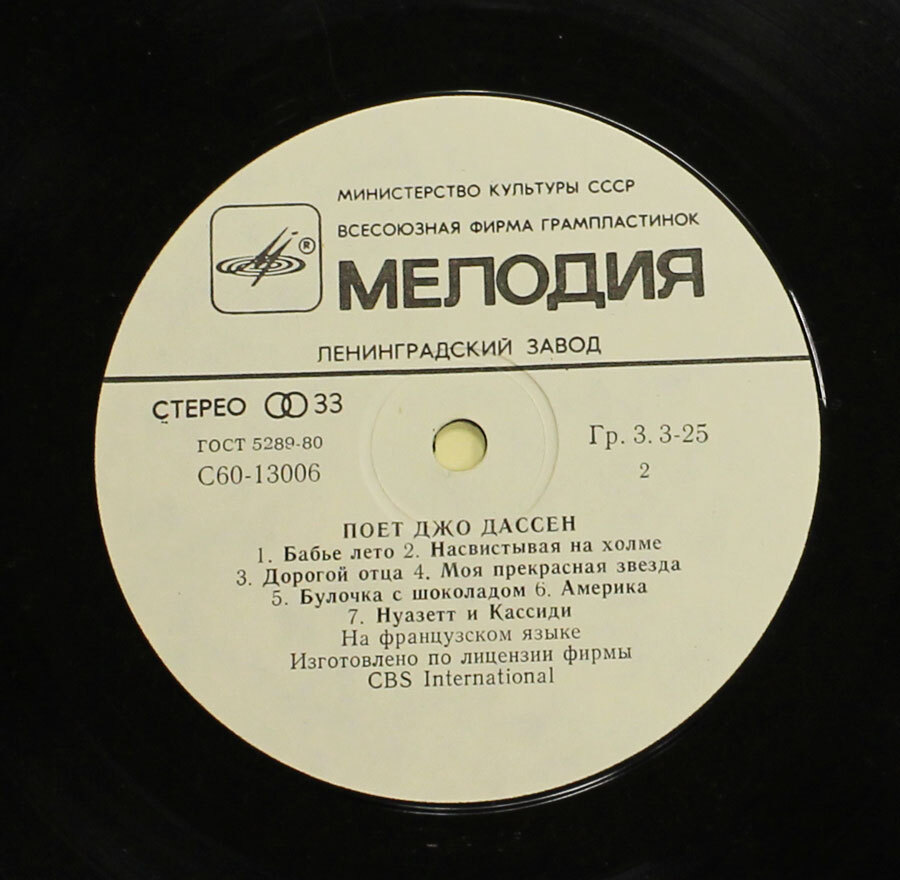 МИНИСТЕРСТВО КУЛЬТУРЫ СССР
ВСЕСОЮЗНАЯ ФИРМА ГРАМПЛАСТИНОК
®
МЕЛОДИЯ
ЛЕНИНГРАДСКИЙ ЗАВОД
СТЕРЕО 33
ГОСТ 5289-80
С60-13006
Гр. 3. 3-25
2
ПОЕТ ДЖО ДАССЕН
1. Бабье лето 2. Насвистывая на холме
3. Дорогой отца 4. Моя прекрасная звезда
5. Булочка с шоколадом 6. Америка
7. Нуазетт и Кассиди
На французском языке
Изготовлено по лицензии фирмы
CBS International